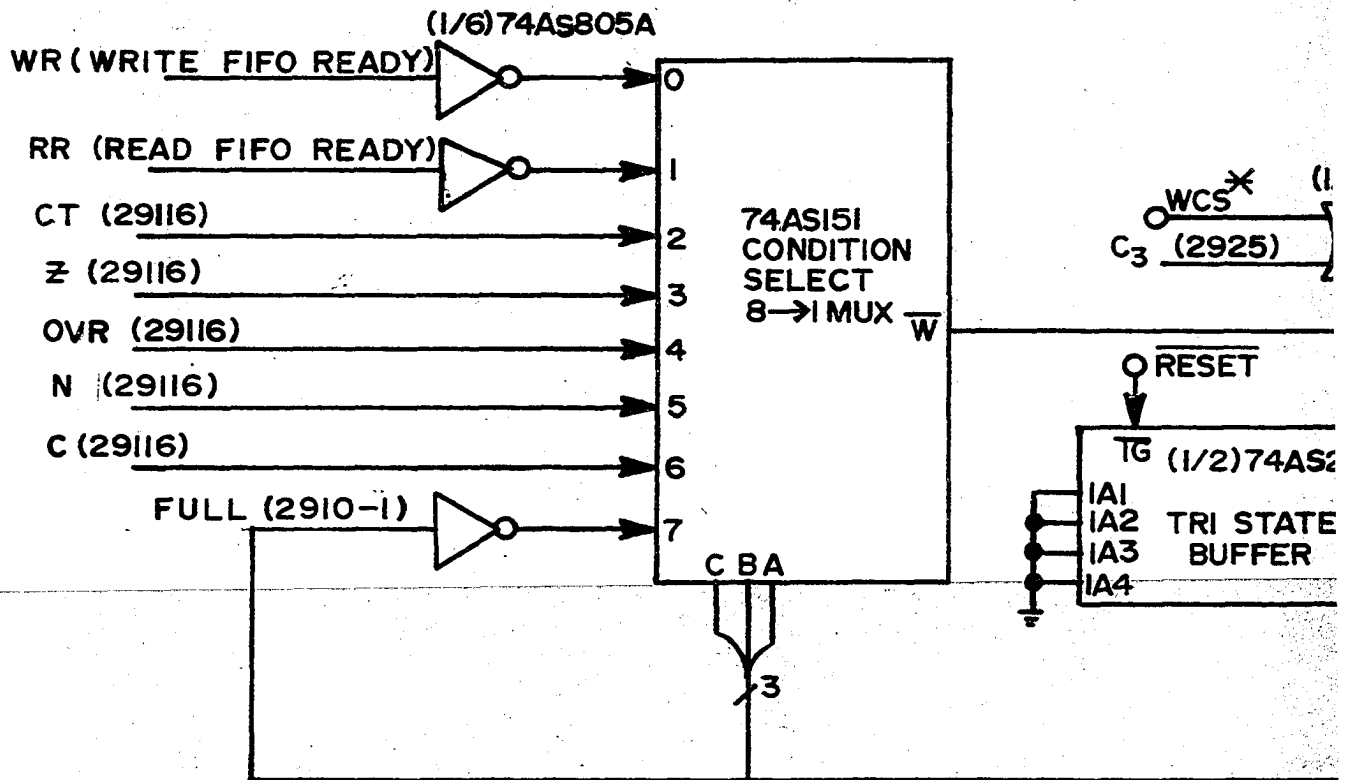 (1/6)74AS805A
WR (WRITE FIFO READY)
0
RR (READ FIFO READY)
1
CT (29116)
2
Z (29116)
3
OVR (29116)
4
N (29116)
5
C (29116)
6
FULL (2910-1)
7
74AS151
CONDITION
SELECT
8→1 MUX
W
C B A
3
WCS*
(1
C3 (2925)
RESET
1G
(1/2)74AS2
1A1
1A2
1A3
1A4
TRI STATE
BUFFER